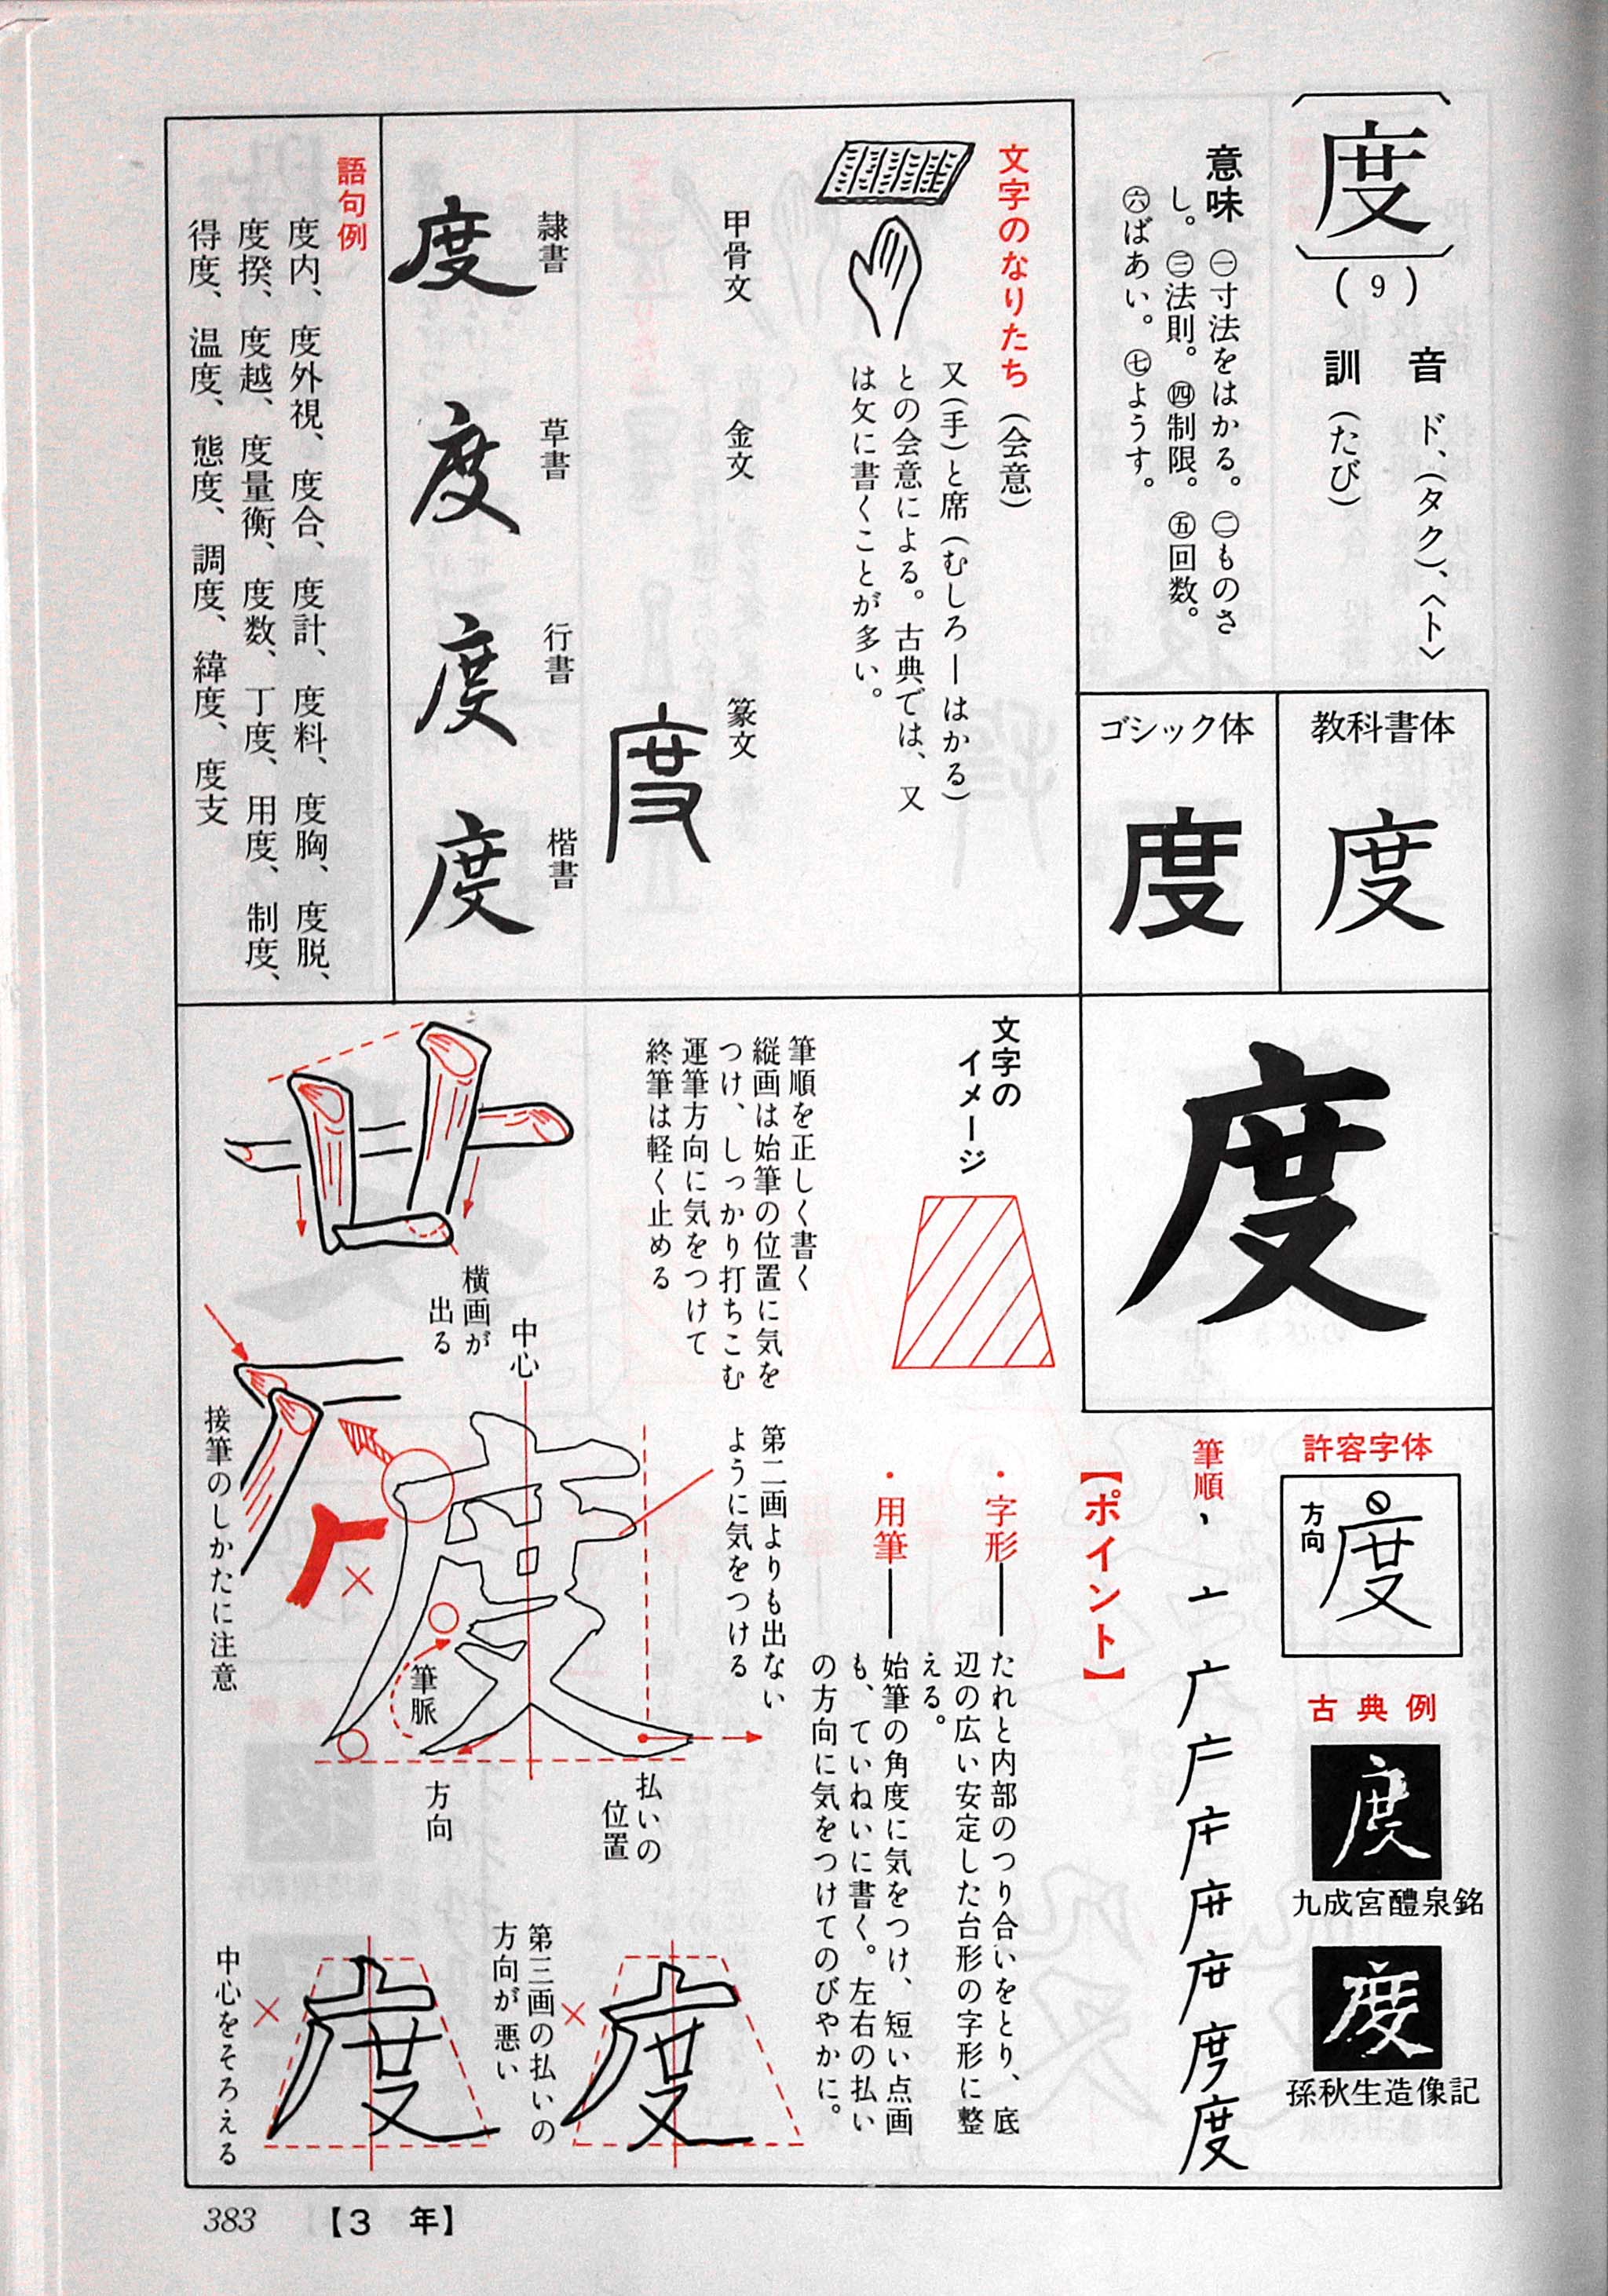 〔度〕(9)
音 ド、(タク)、〈ト〉
訓 (たび)
意味 ㊀寸法をはかる。㊁ものさ
し。㊂法則。㊃制限。㊄回数。
㊅ばあい。㊆ようす。
教科書体
度
ゴシック体
度
文字のなりたち (会意)
又(手)と席(むしろ―はかる)
との会意による。古典では、又
は攵に書くことが多い。
甲骨文
金文
篆文
度
隷書
度
草書
度
行書
度
楷書
度
語句例
度内、度外視、度合、度計、度料、度胸、度脱、
度揆、度越、度量衡、度数、丁度、用度、制度、
得度、温度、態度、調度、緯度、度支
度
許容字体
度
方向
古典例
九成宮醴泉銘
孫秋生造像記
筆順
【ポイント】
・字形――たれと内部のつり合いをとり、底
辺の広い安定した台形の字形に整
える。
・用筆――始筆の角度に気をつけ、短い点画
も、ていねいに書く。左右の払い
の方向に気をつけてのびやかに。
文字の
イメージ
筆順を正しく書く
縦画は始筆の位置に気を
つけ、しっかり打ちこむ
運筆方向に気をつけて
終筆は軽く止める
横画が
出る
中心
第二画よりも出ない
ように気をつける
接筆のしかたに注意
筆脈
方向
払いの
位置
第三画の払いの
方向が悪い
中心をそろえる
383 【3 年】